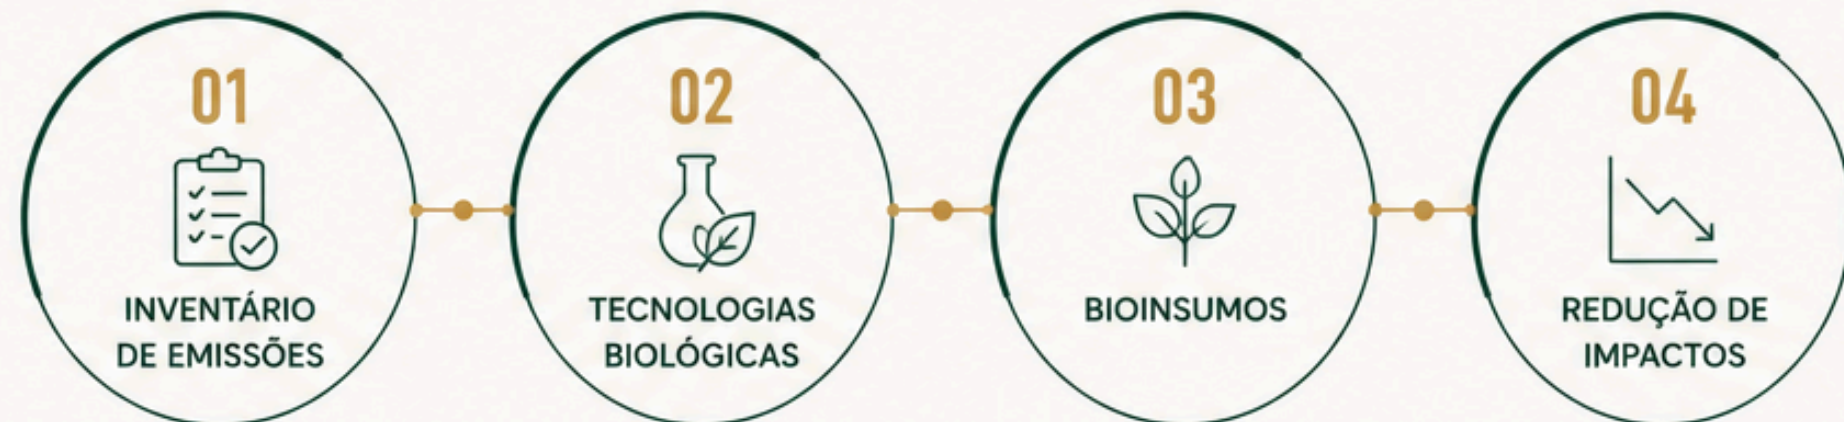 01
INVENTÁRIO
DE EMISSÕES
02
TECNOLOGIAS
BIOLÓGICAS
03
BIOINSUMOS
04
REDUÇÃO DE
IMPACTOS